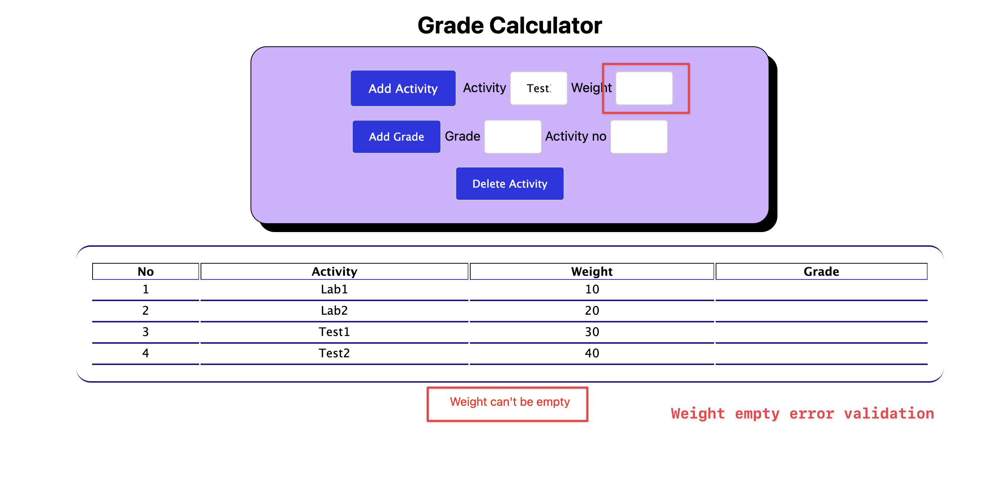 Grade Calculator
Add Activity Activity Test Weight
Add Grade Grade Activity no
Delete Activity
No Activity Weight Grade
1 Lab1 10
2 Lab2 20
3 Test1 30
4 Test2 40
Weight can't be empty
Weight empty error validation